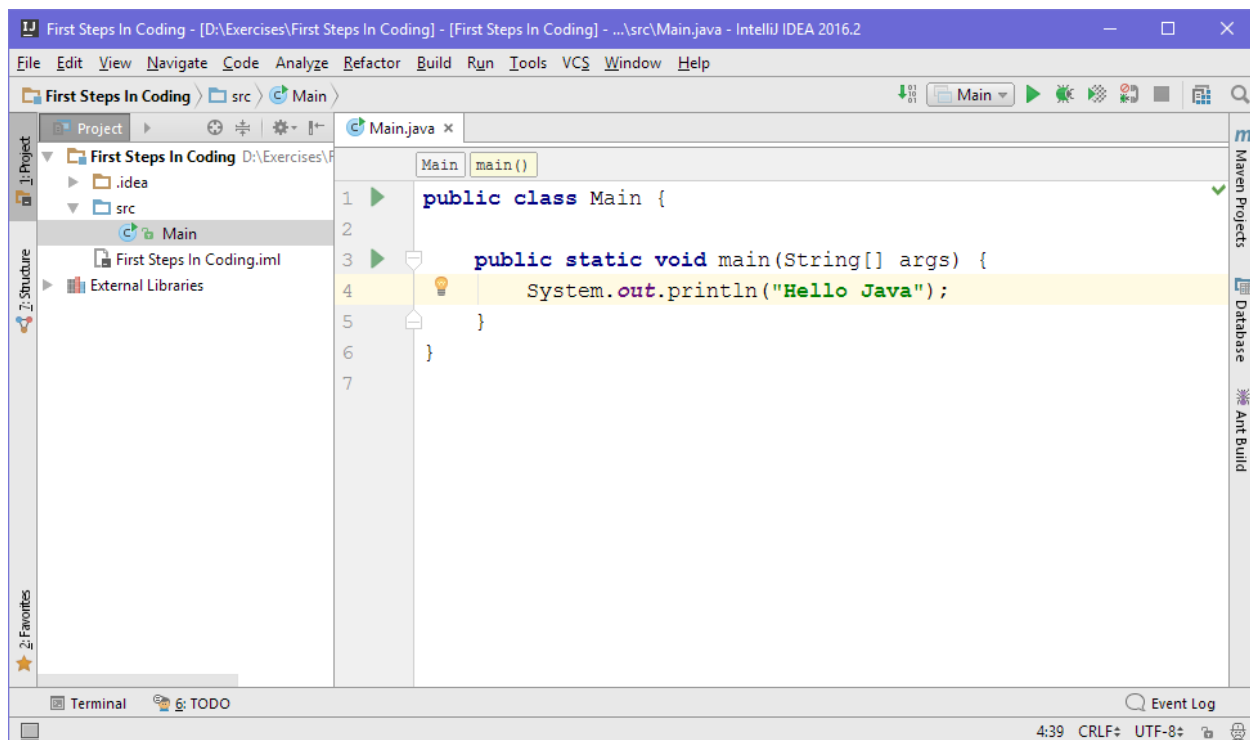 First Steps In Coding - [D:\Exercises\First Steps In Coding] - [First Steps In Coding] - ...\src\Main.java - IntelliJ IDEA 2016.2
File Edit View Navigate Code Analyze Refactor Build Run Tools VCS Window Help
First Steps In Coding src Main
Main
Project
Main.java
1: Project
7: Structure
2: Favorites
First Steps In Coding D:\Exercises\F
.idea
src
Main
First Steps In Coding.iml
External Libraries
Main main()
1 public class Main {
2
3 public static void main(String[] args) {
4 System.out.println("Hello Java");
5 }
6 }
7
Maven Projects
Database
Ant Build
Terminal 6: TODO Event Log
4:39 CRLF UTF-8